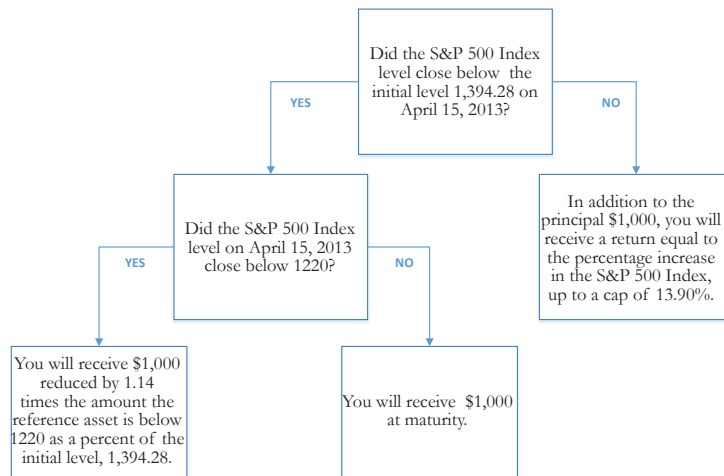 Did the S&P 500 Index
level close below the
initial level 1,394.28 on
April 15, 2013?
YES
NO
Did the S&P 500 Index
level on April 15, 2013
close below 1220?
In addition to the
principal $1,000, you will
receive a return equal to
the percentage increase
in the S&P 500 Index,
up to a cap of 13.90%.
YES
NO
You will receive $1,000
reduced by 1.14
times the amount the
reference asset is below
1220 as a percent of the
initial level, 1,394.28.
You will receive $1,000
at maturity.